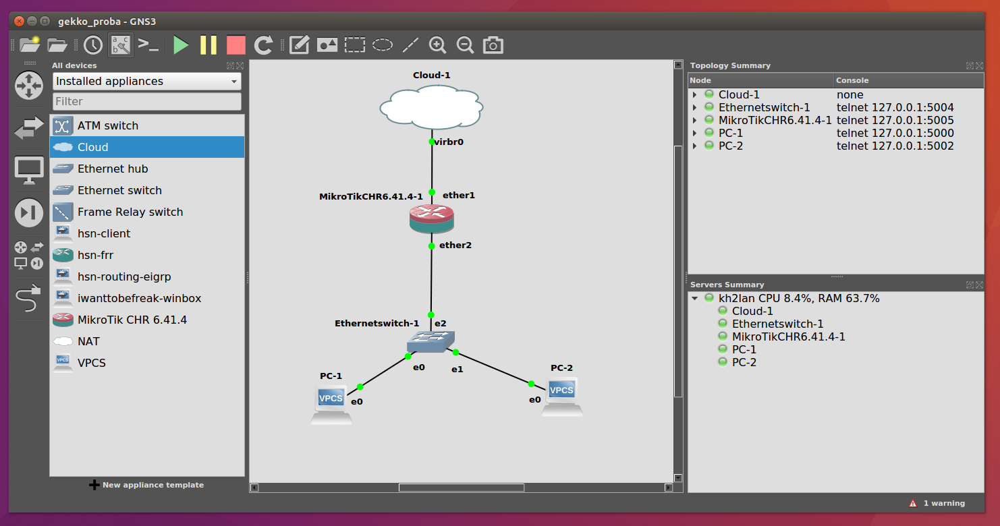 gekko_proba - GNS3
a c
b
>_
All devices
Installed appliances
Filter
ATM switch
Cloud
Ethernet hub
Ethernet switch
Frame Relay switch
hsn-client
hsn-frr
hsn-routing-eigrp
iwanttobefreak-winbox
MikroTik CHR 6.41.4
NAT
VPCS
VPCS
New appliance template
Cloud-1
virbr0
MikroTikCHR6.41.4-1
ether1
ether2
Ethernetswitch-1
e2
e0
e1
PC-1
VPCS
e0
PC-2
VPCS
e0
Topology Summary
Node Console
Cloud-1 none
Ethernetswitch-1 telnet 127.0.0.1:5004
MikroTikCHR6.41.4-1 telnet 127.0.0.1:5005
PC-1 telnet 127.0.0.1:5000
PC-2 telnet 127.0.0.1:5002
Servers Summary
kh2lan CPU 8.4%, RAM 63.7%
Cloud-1
Ethernetswitch-1
MikroTikCHR6.41.4-1
PC-1
PC-2
1 warning